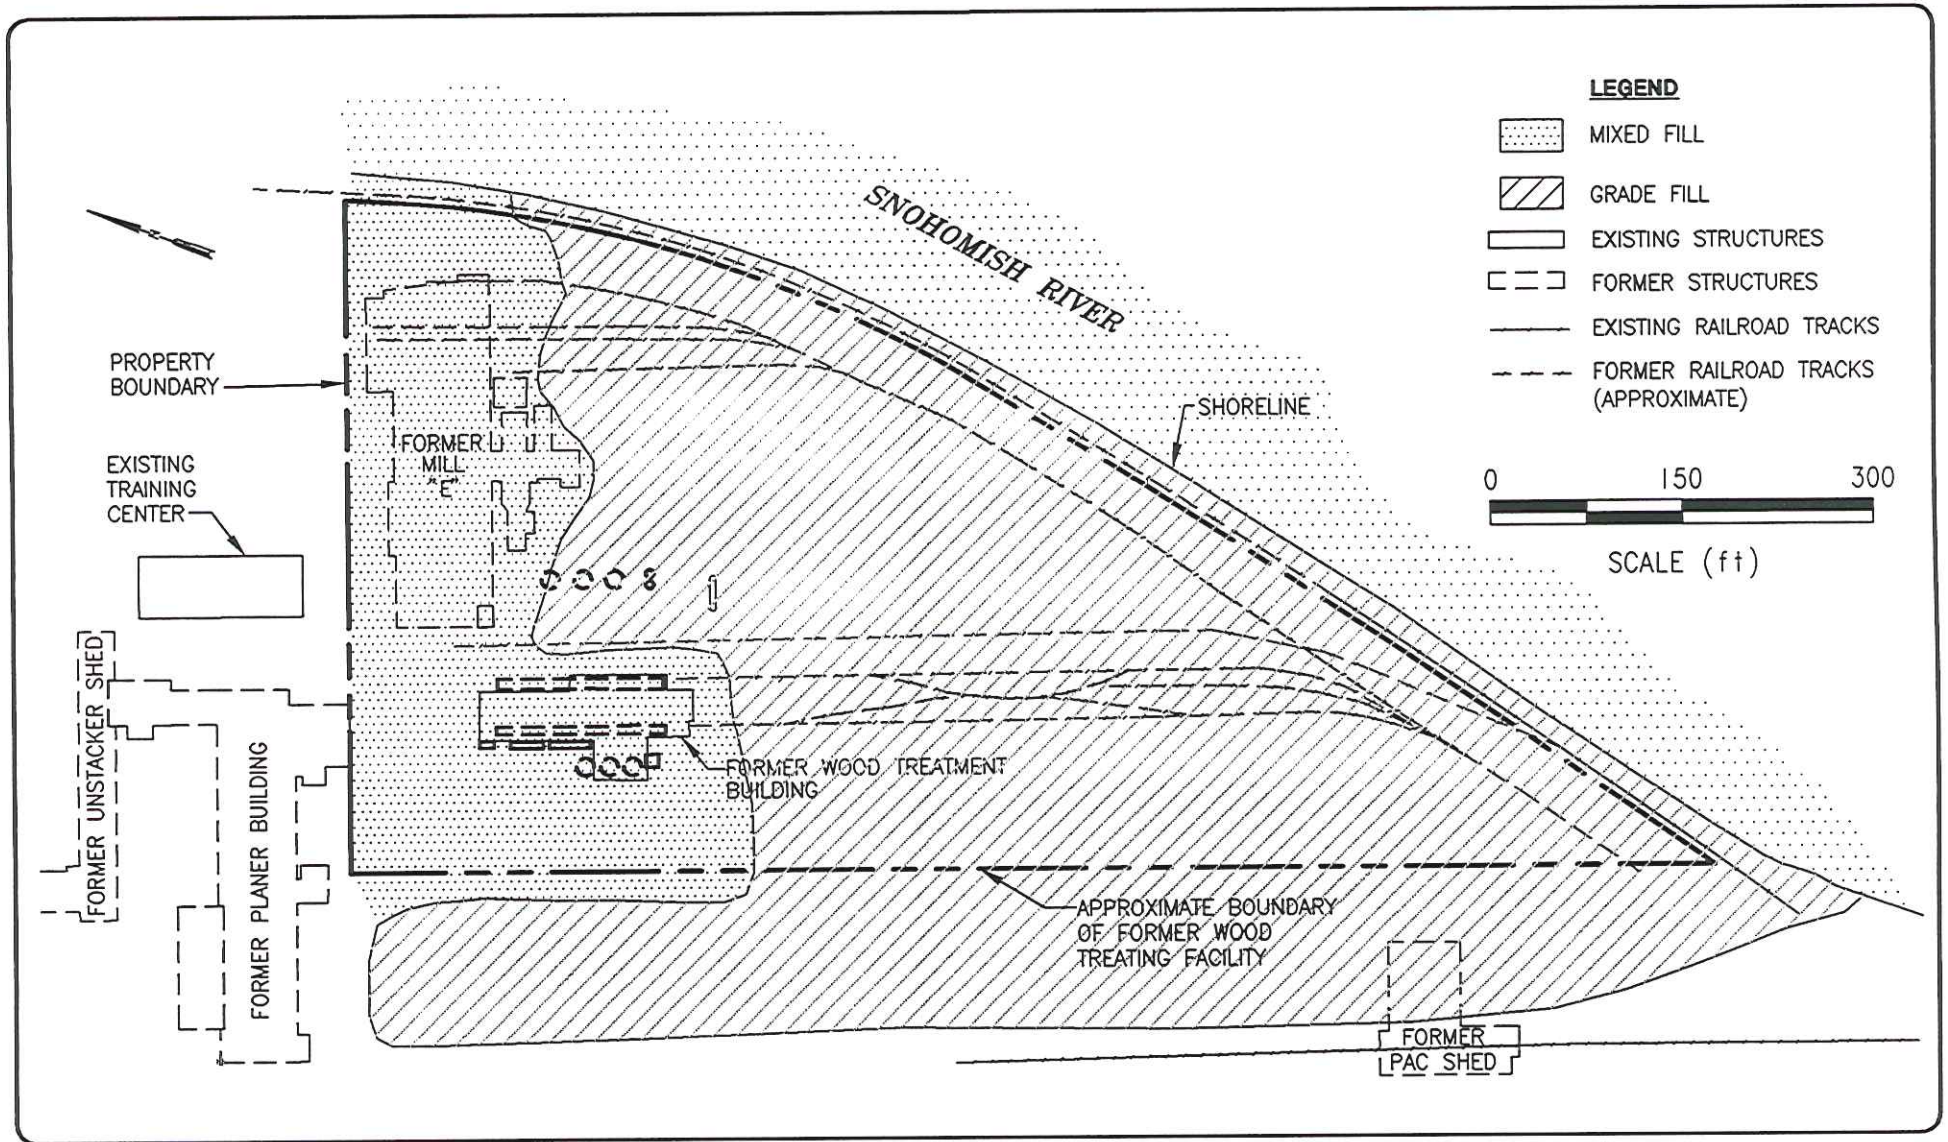 LEGEND
MIXED FILL
GRADE FILL
EXISTING STRUCTURES
FORMER STRUCTURES
EXISTING RAILROAD TRACKS
FORMER RAILROAD TRACKS
(APPROXIMATE)
0 150 300
SCALE (ft)
SNOHOMISH RIVER
N
PROPERTY
BOUNDARY
SHORELINE
FORMER
MILL
"E"
EXISTING
TRAINING
CENTER
FORMER UNSTACKER SHED
FORMER PLANER BUILDING
FORMER WOOD TREATMENT
BUILDING
APPROXIMATE BOUNDARY
OF FORMER WOOD
TREATING FACILITY
FORMER
PAC SHED